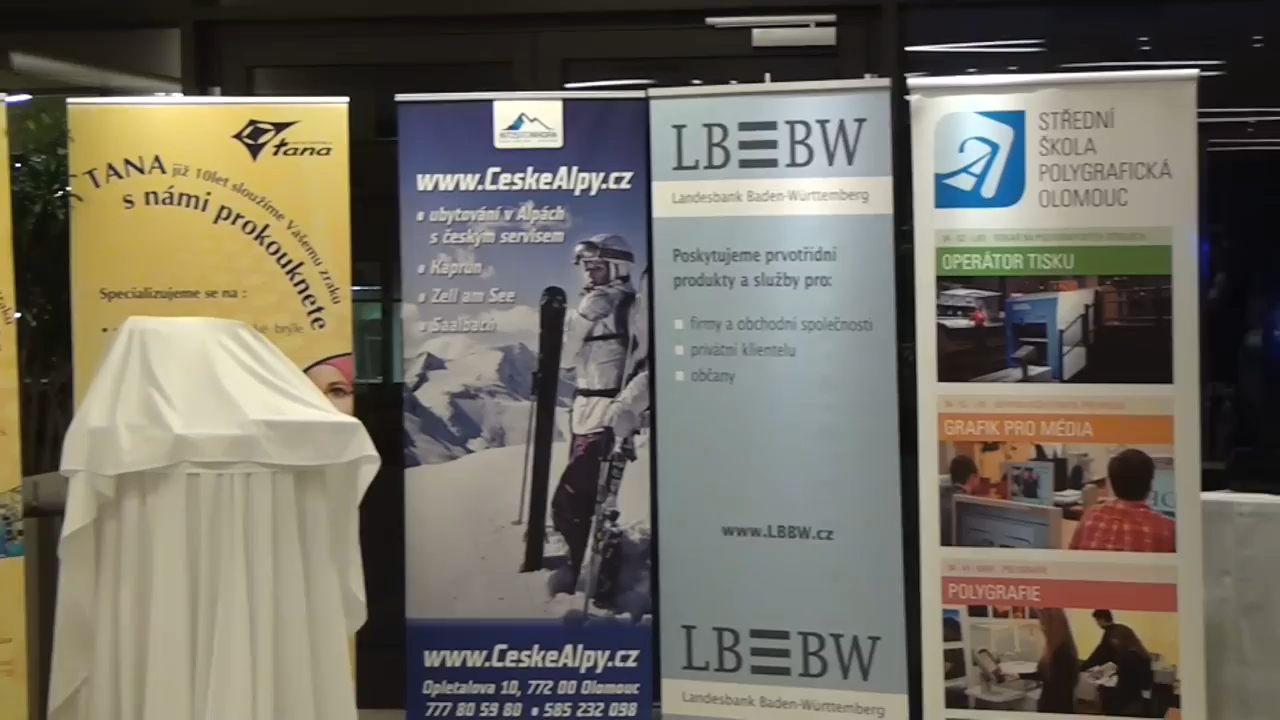 tana
TANA již 10let sloužíme Vašemu zraku
s námi prokouknete
Specializujeme se na :
brýle
KITZSTEINHORN
www.CeskeAlpy.cz
ubytování v Alpách
s českým servisem
Kaprun
Zell am See
Saalbach
www.CeskeAlpy.cz
Opletalova 10, 772 00 Olomouc
777 80 59 80 • 585 232 098
LBBW
Landesbank Baden-Württemberg
Poskytujeme prvotřídní
produkty a služby pro:
firmy a obchodní společnosti
privátní klientelu
občany
www.LBBW.cz
LBBW
Landesbank Baden-Württemberg
STŘEDNÍ
ŠKOLA
POLYGRAFICKÁ
OLOMOUC
OPERÁTOR TISKU
GRAFIK PRO MÉDIA
POLYGRAFIE